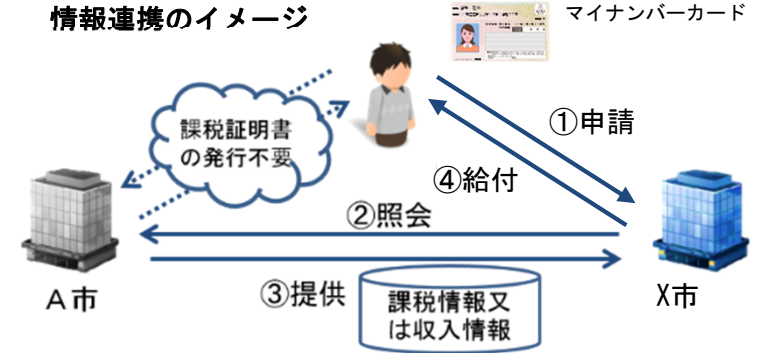 情報連携のイメージ
マイナンバーカード
課税証明書
の発行不要
①申請
④給付
②照会
③提供
課税情報又
は収入情報
A市
X市